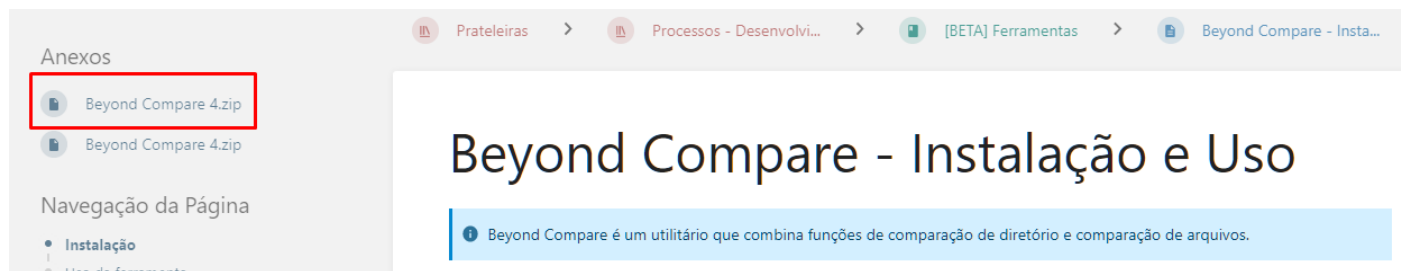 Prateleiras > Processos - Desenvolvi... > [BETA] Ferramentas > Beyond Compare - Insta...
Anexos
Beyond Compare 4.zip
Beyond Compare 4.zip
Navegação da Página
Instalação
Beyond Compare - Instalação e Uso
Beyond Compare é um utilitário que combina funções de comparação de diretório e comparação de arquivos.